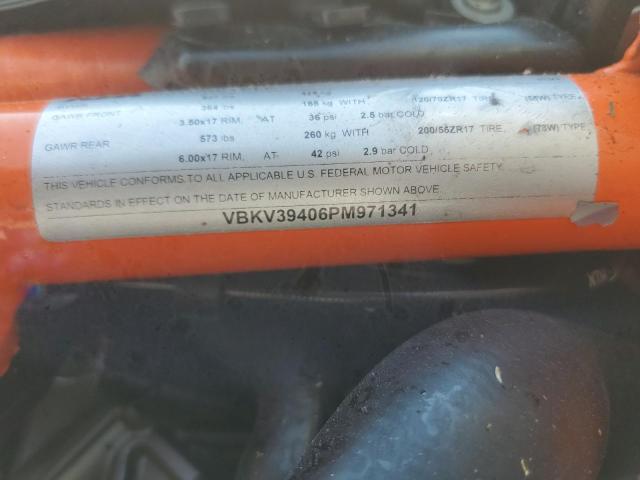 GAWR FRONT 364 lbs 165 kg WITH 120/70ZR17 TIRE, (58W) TYPE,
3.50x17 RIM, AT 36 psi 2.5 bar COLD
GAWR REAR 573 lbs 260 kg WITH 200/55ZR17 TIRE, (78W) TYPE
6.00x17 RIM, AT 42 psi 2.9 bar COLD.
THIS VEHICLE CONFORMS TO ALL APPLICABLE U.S. FEDERAL MOTOR VEHICLE SAFETY
STANDARDS IN EFFECT ON THE DATE OF MANUFACTURER SHOWN ABOVE
VBKV39406PM971341